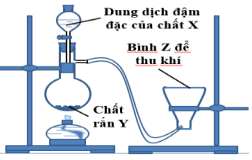 Dung dịch đậm
đặc của chất X
Bình Z để
thu khí
Chất
rắn Y